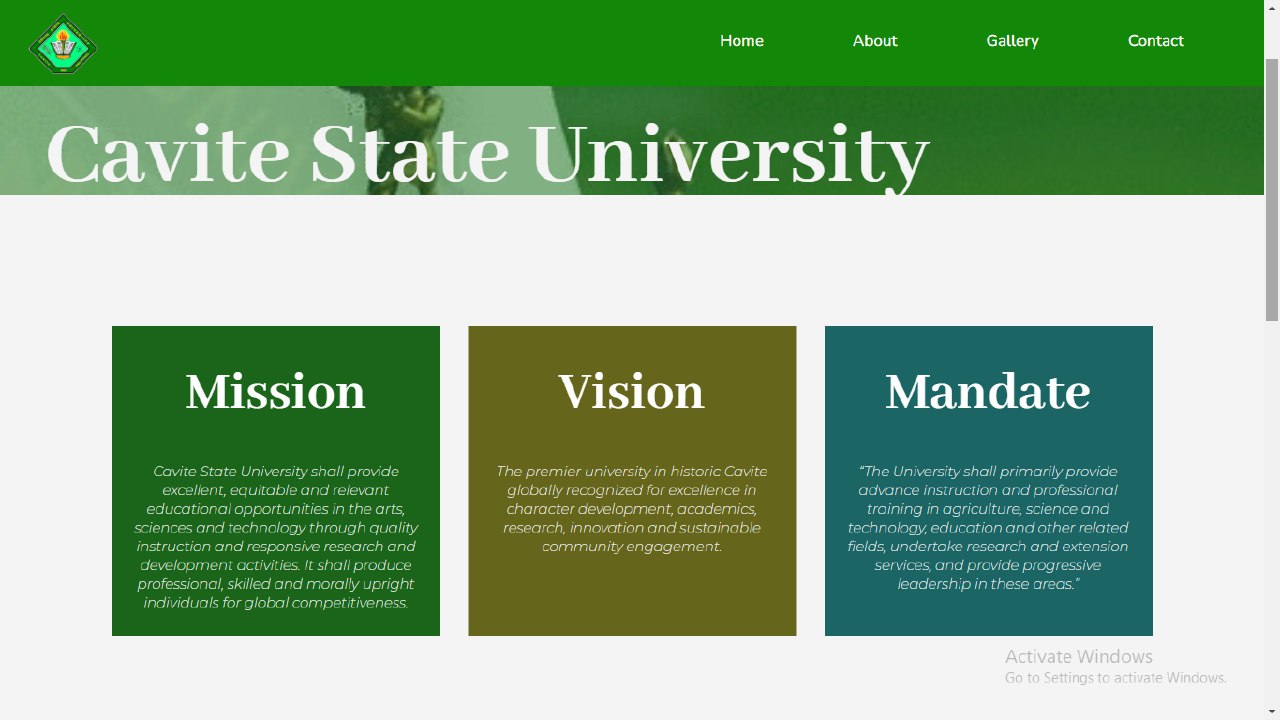 Home About Gallery Contact
Cavite State University
Mission
Cavite State University shall provide
excellent, equitable and relevant
educational opportunities in the arts,
sciences and technology through quality
instruction and responsive research and
development activities. It shall produce
professional, skilled and morally upright
individuals for global competitiveness.
Vision
The premier university in historic Cavite
globally recognized for excellence in
character development, academics,
research, innovation and sustainable
community engagement.
Mandate
“The University shall primarily provide
advance instruction and professional
training in agriculture, science and
technology, education and other related
fields, undertake research and extension
services, and provide progressive
leadership in these areas.”
Activate Windows
Go to Settings to activate Windows.